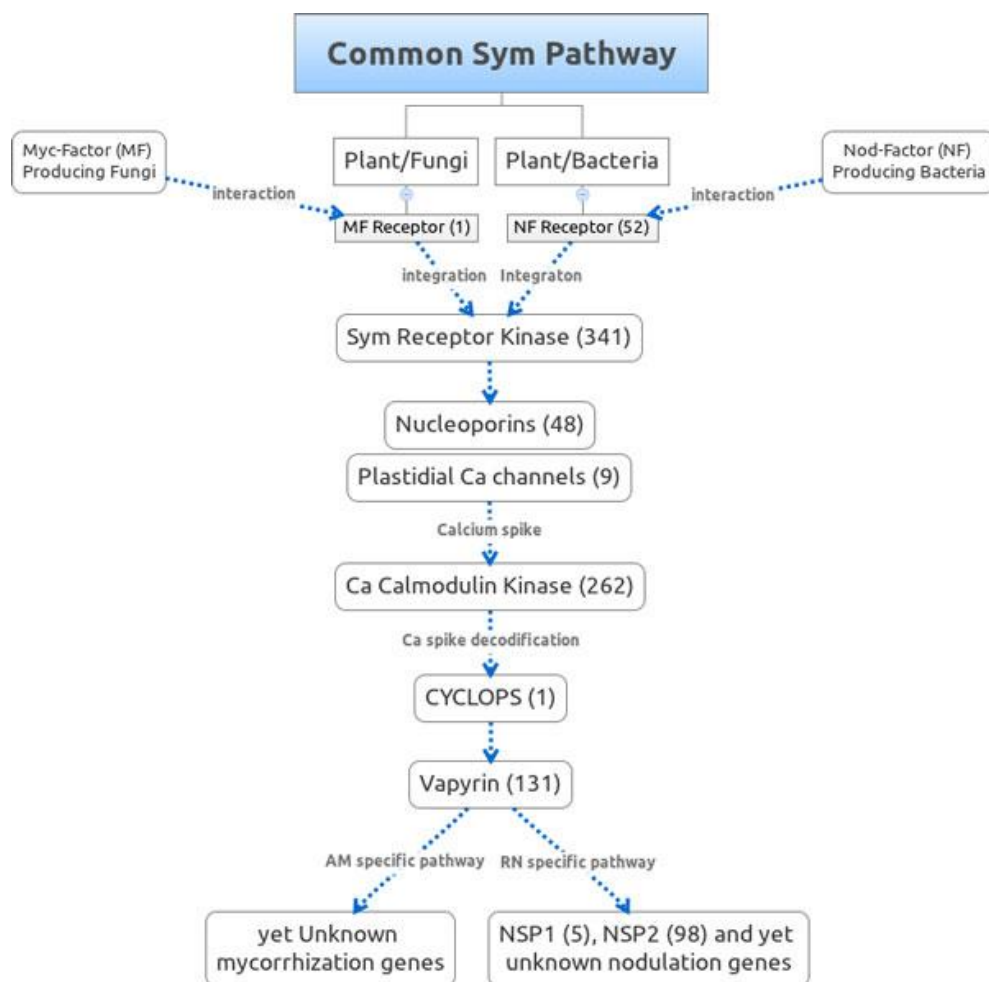 Common Sym Pathway
Myc-Factor (MF)
Producing Fungi
Plant/Fungi
Plant/Bacteria
Nod-Factor (NF)
Producing Bacteria
interaction
interaction
MF Receptor (1)
NF Receptor (52)
integration
Integraton
Sym Receptor Kinase (341)
Nucleoporins (48)
Plastidial Ca channels (9)
Calcium spike
Ca Calmodulin Kinase (262)
Ca spike decodification
CYCLOPS (1)
Vapyrin (131)
AM specific pathway
RN specific pathway
yet Unknown
mycorrhization genes
NSP1 (5), NSP2 (98) and yet
unknown nodulation genes